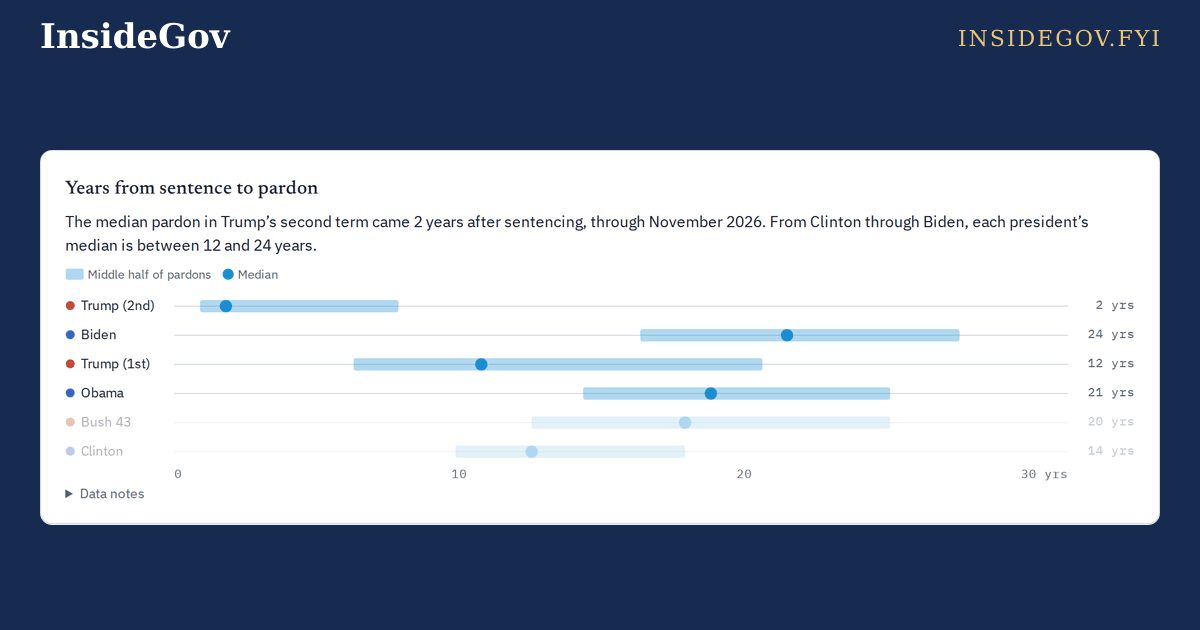 InsideGov
INSIDEGOV.FYI
Years from sentence to pardon
The median pardon in Trump’s second term came 2 years after sentencing, through November 2026. From Clinton through Biden, each president’s
median is between 12 and 24 years.
Middle half of pardons Median
Trump (2nd) 2 yrs
Biden 24 yrs
Trump (1st) 12 yrs
Obama 21 yrs
Bush 43 20 yrs
Clinton 14 yrs
0 10 20 30 yrs
Data notes